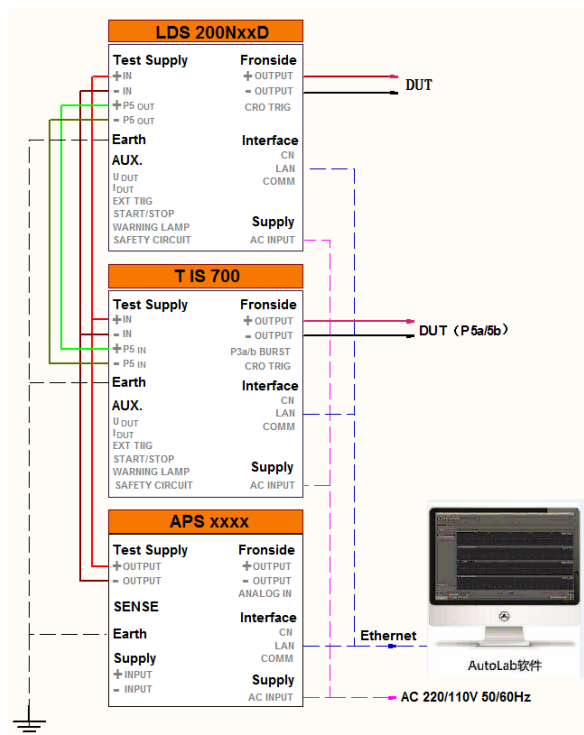 LDS 200NxxD
Test Supply Fronside
+ IN + OUTPUT
- IN - OUTPUT
+ P5 OUT CRO TRIG
- P5 OUT
DUT
Earth Interface
CN
AUX. LAN
U DUT COMM
I DUT
EXT TIIG
START/STOP
WARNING LAMP Supply
SAFETY CIRCUIT AC INPUT
T IS 700
Test Supply Fronside
+ IN + OUTPUT
- IN - OUTPUT
+ P5 IN P3a/b BURST
- P5 IN CRO TRIG
DUT（P5a/5b）
Earth Interface
CN
AUX. LAN
U DUT COMM
I DUT
EXT TIIG
START/STOP
WARNING LAMP Supply
SAFETY CIRCUIT AC INPUT
APS xxxx
Test Supply Fronside
+ OUTPUT + OUTPUT
- OUTPUT - OUTPUT
ANALOG IN
SENSE
Interface
Earth CN
LAN
Supply COMM
+ INPUT Supply
- INPUT AC INPUT
Ethernet
AutoLab软件
AC 220/110V 50/60Hz